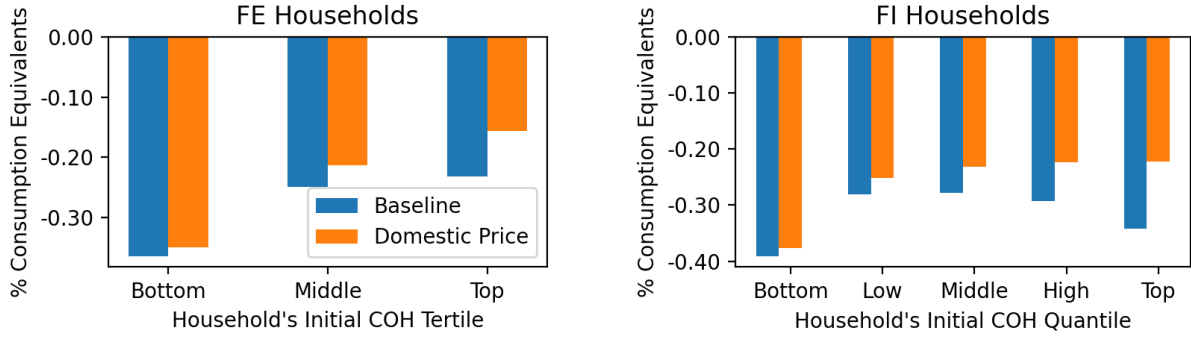 FE Households
% Consumption Equivalents
0.00
-0.10
-0.20
-0.30
Baseline
Domestic Price
Bottom Middle Top
Household's Initial COH Tertile
FI Households
% Consumption Equivalents
0.00
-0.10
-0.20
-0.30
-0.40
Bottom Low Middle High Top
Household's Initial COH Quantile